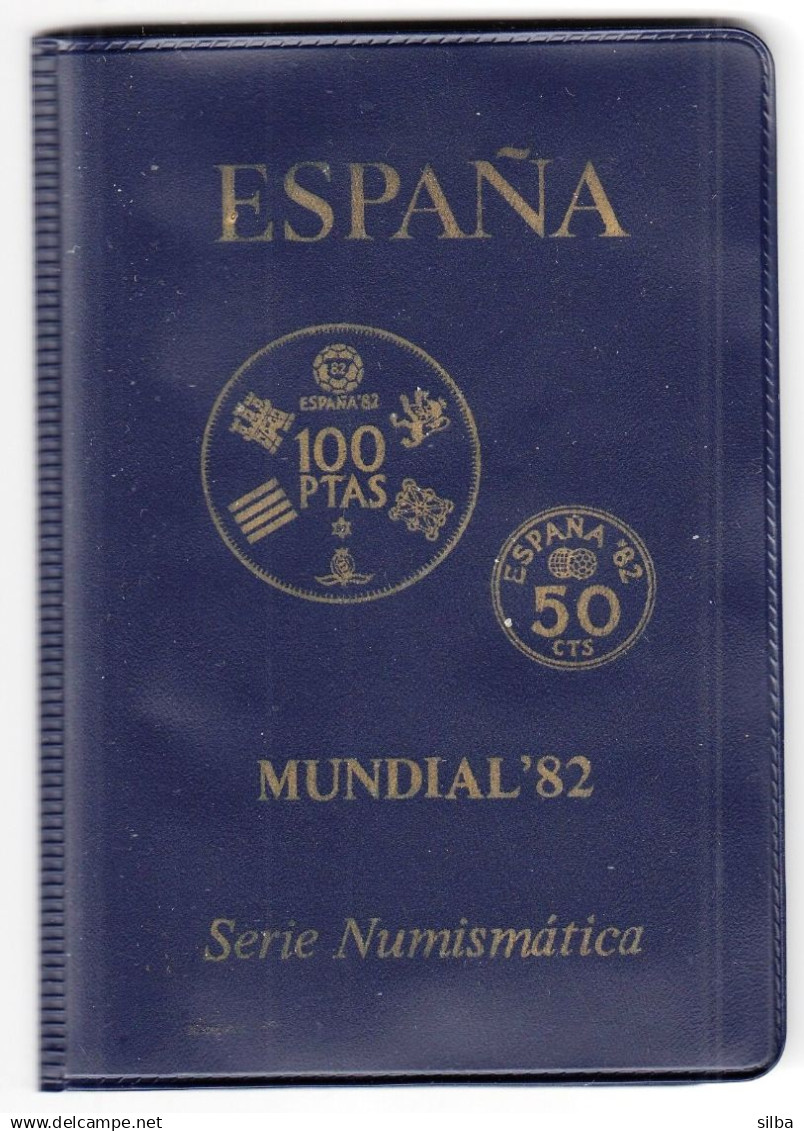 ESPAÑA
82
ESPAÑA'82
100
PTAS
ESPAÑA '82
50
CTS
MUNDIAL'82
Serie Numismática
©www.delcampe.net
silba